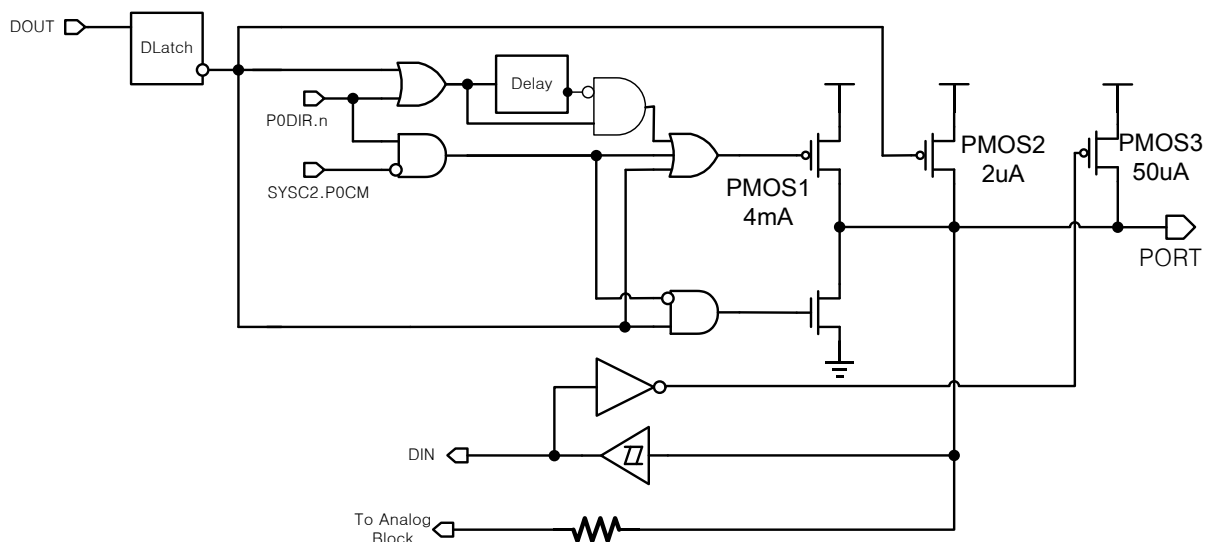 DOUT
DLatch
Delay
P0DIR.n
SYSC2.P0CM
PMOS1
4mA
PMOS2
2uA
PMOS3
50uA
PORT
DIN
To Analog
Block